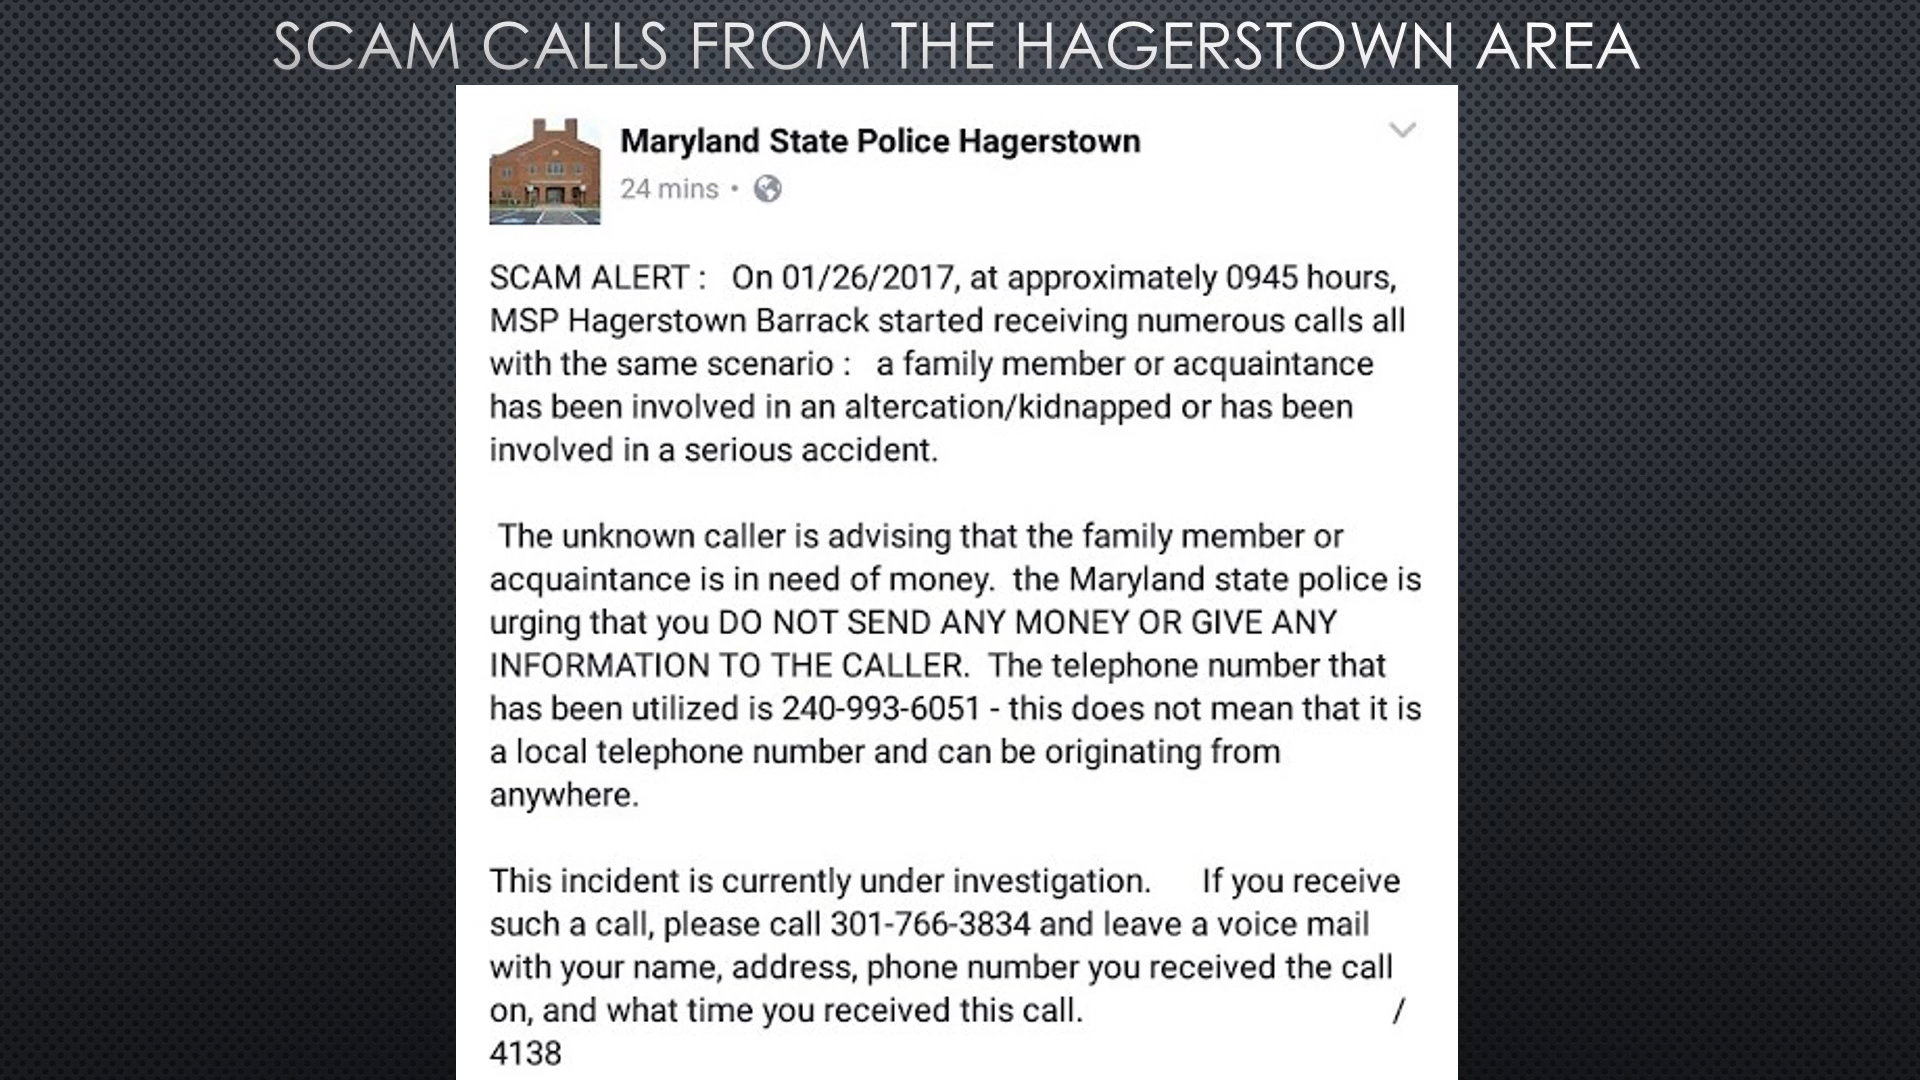 SCAM CALLS FROM THE HAGERSTOWN AREA
Maryland State Police Hagerstown
24 mins •
SCAM ALERT :   On 01/26/2017, at approximately 0945 hours,
MSP Hagerstown Barrack started receiving numerous calls all
with the same scenario :   a family member or acquaintance
has been involved in an altercation/kidnapped or has been
involved in a serious accident.
The unknown caller is advising that the family member or
acquaintance is in need of money.  the Maryland state police is
urging that you DO NOT SEND ANY MONEY OR GIVE ANY
INFORMATION TO THE CALLER.  The telephone number that
has been utilized is 240-993-6051 - this does not mean that it is
a local telephone number and can be originating from
anywhere.
This incident is currently under investigation.      If you receive
such a call, please call 301-766-3834 and leave a voice mail
with your name, address, phone number you received the call
on, and what time you received this call.                                    /
4138